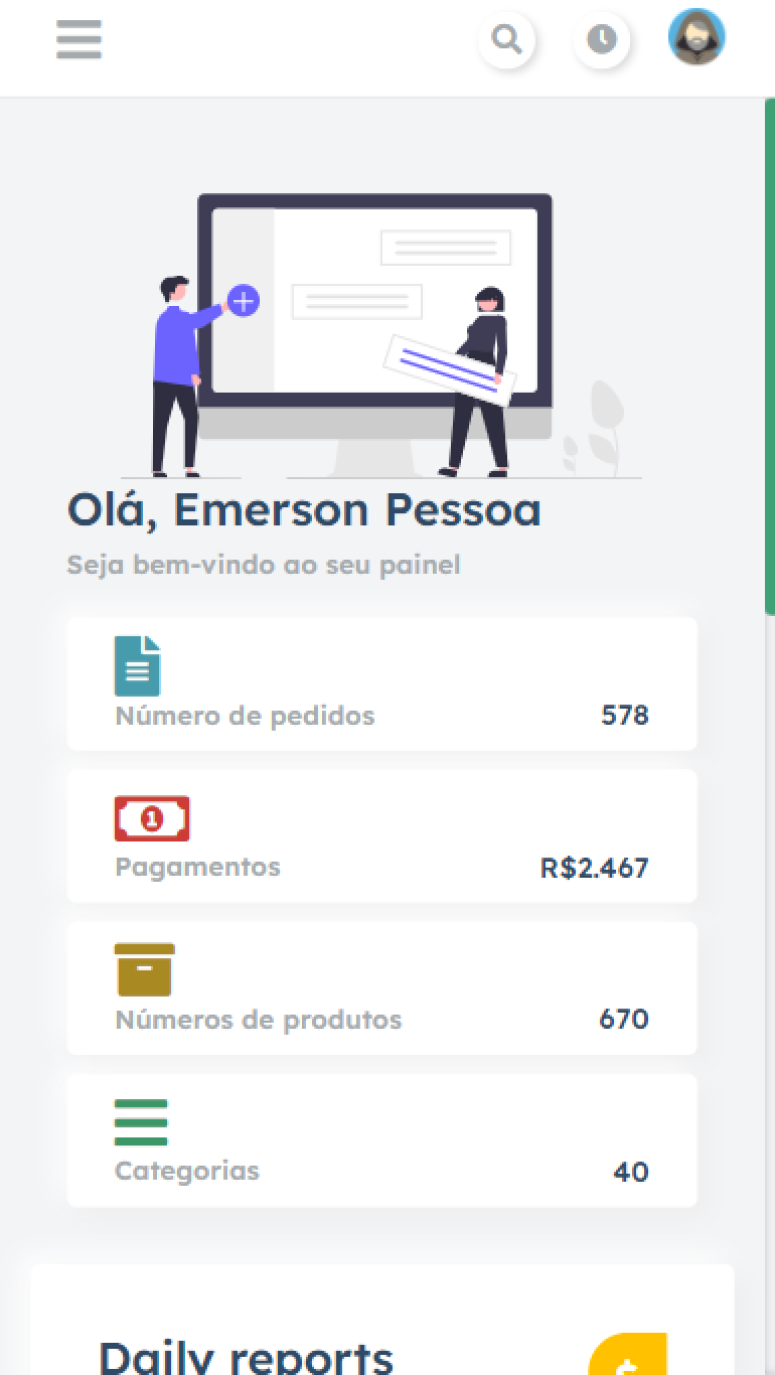 Olá, Emerson Pessoa
Seja bem-vindo ao seu painel
Número de pedidos 578
1
Pagamentos R$2.467
Números de produtos 670
Categorias 40
Daily reports
$